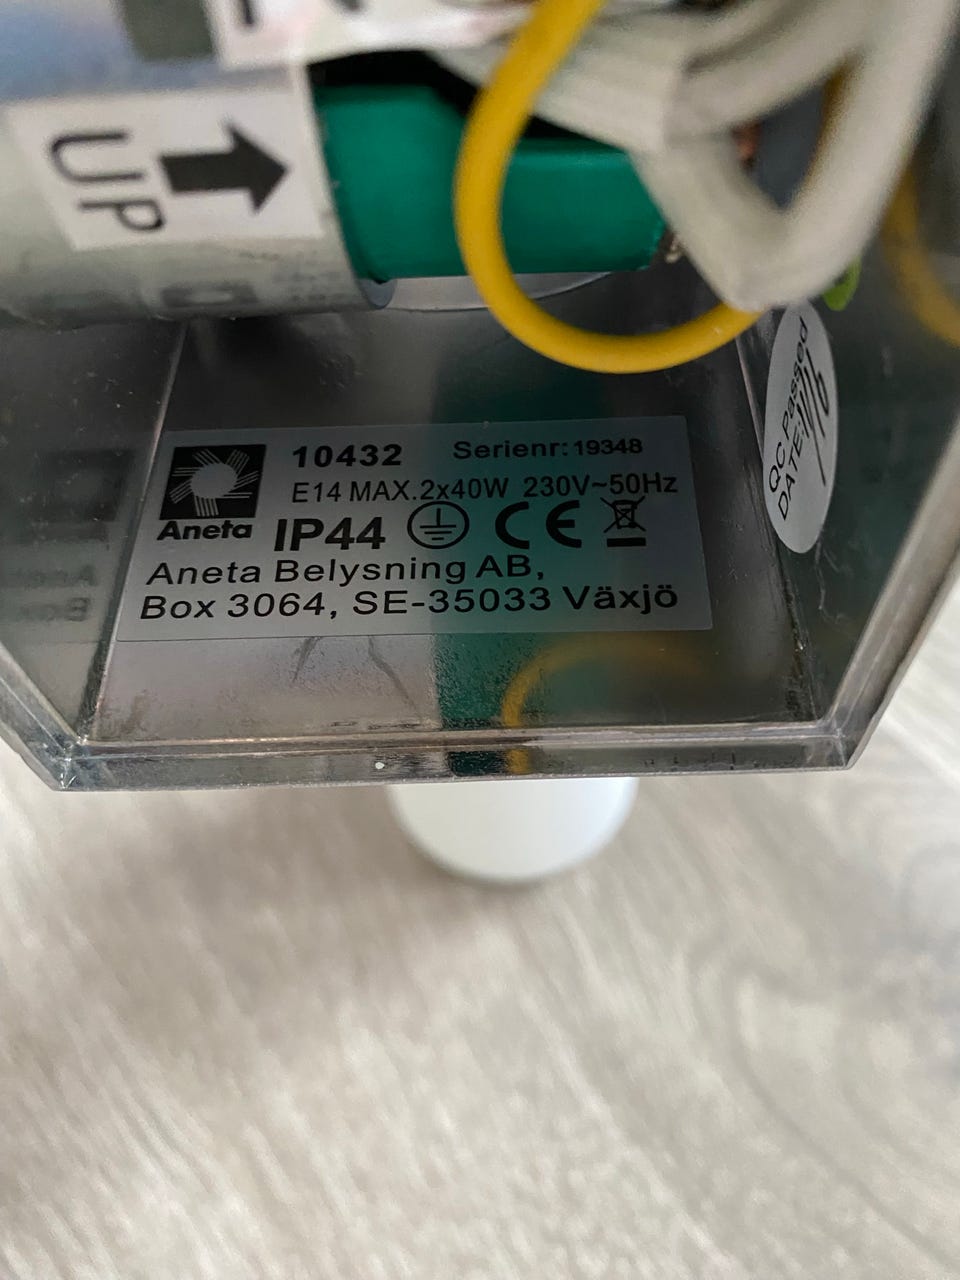 UP
10432 Serienr: 19348
E14 MAX.2x40W 230V~50Hz
Aneta IP44 CE
Aneta Belysning AB,
Box 3064, SE-35033 Växjö
QC Passed
DATE: